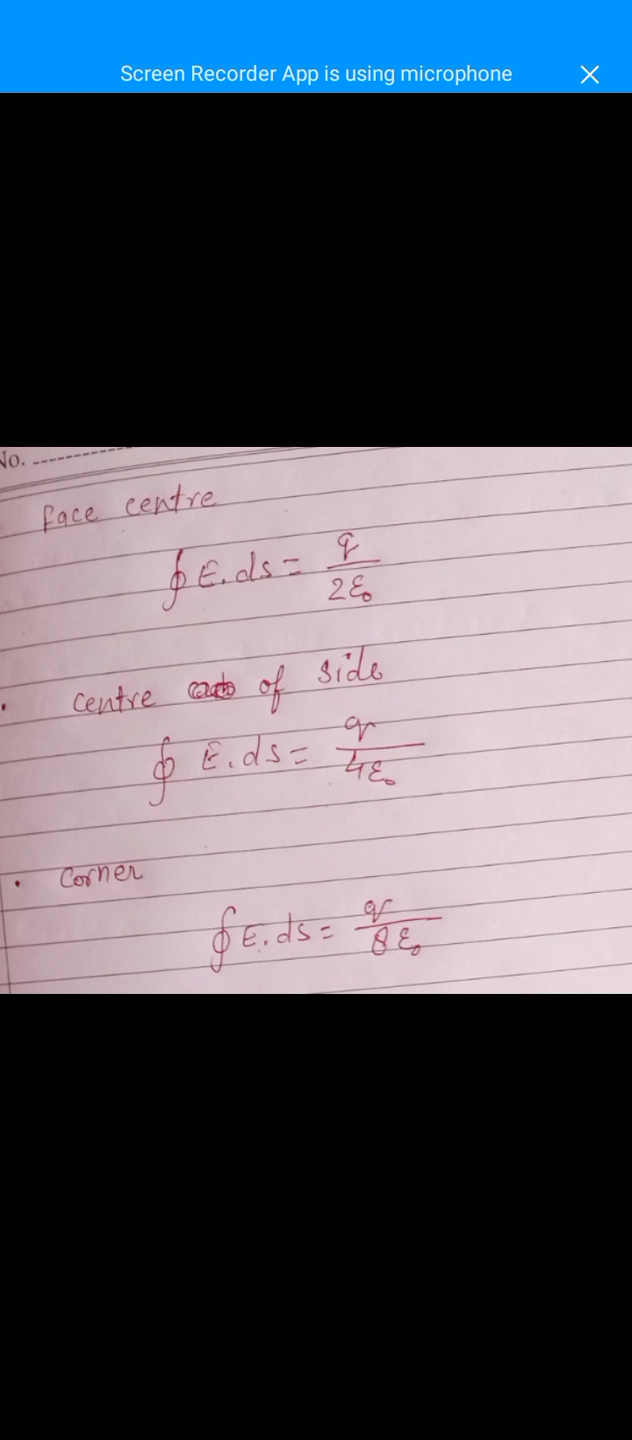 Screen Recorder App is using microphone
No.
face centre
∮ E. ds = q/2ε₀
• centre of side
∮ E. ds = q/4ε₀
• Corner
∮ E. ds = q/8ε₀